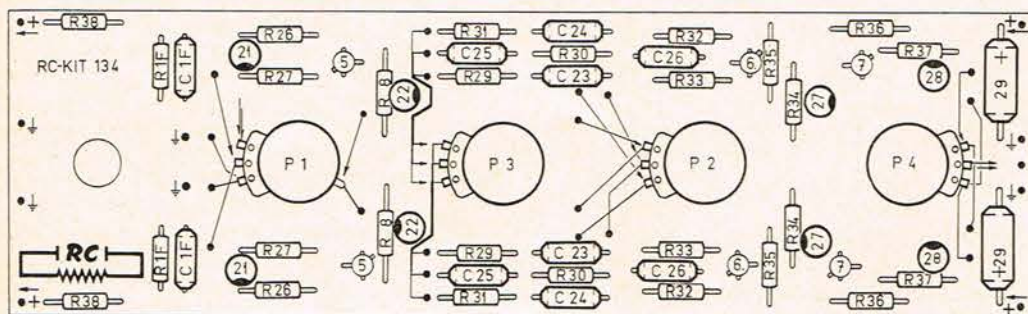 + R38 R26 R31 C24 R32 R36 +
RC-KIT 134 R1F C1F 21 R27 5 R8 22 C25 R30 C26 6 R35 7 R37 28 29 +
R29 C23 R33 R34 27
P1 P3 P2 P4
R8 22 R34 27
RC R1F C1F R27 5 R29 C23 R33 6 R35 7 28 +29
21 C25 R30 C26 R37
+ R38 R26 R31 C24 R32 R36 +